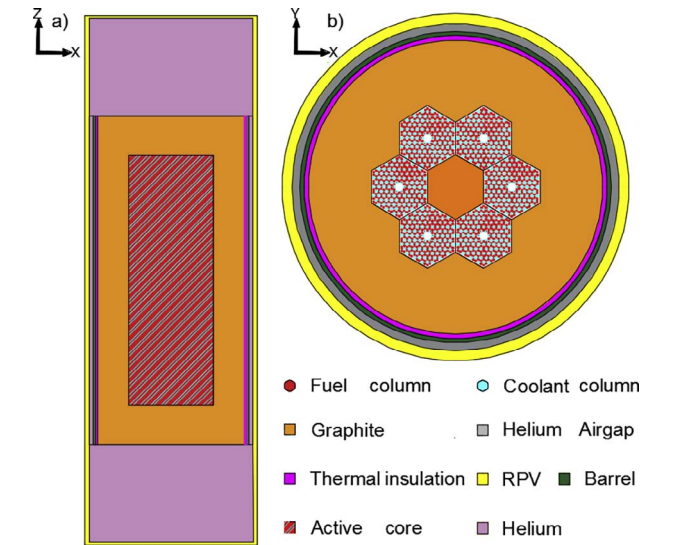 Z
a)
X
Y
b)
X
Fuel column
Coolant column
Graphite
Helium Airgap
Thermal insulation
RPV
Barrel
Active core
Helium